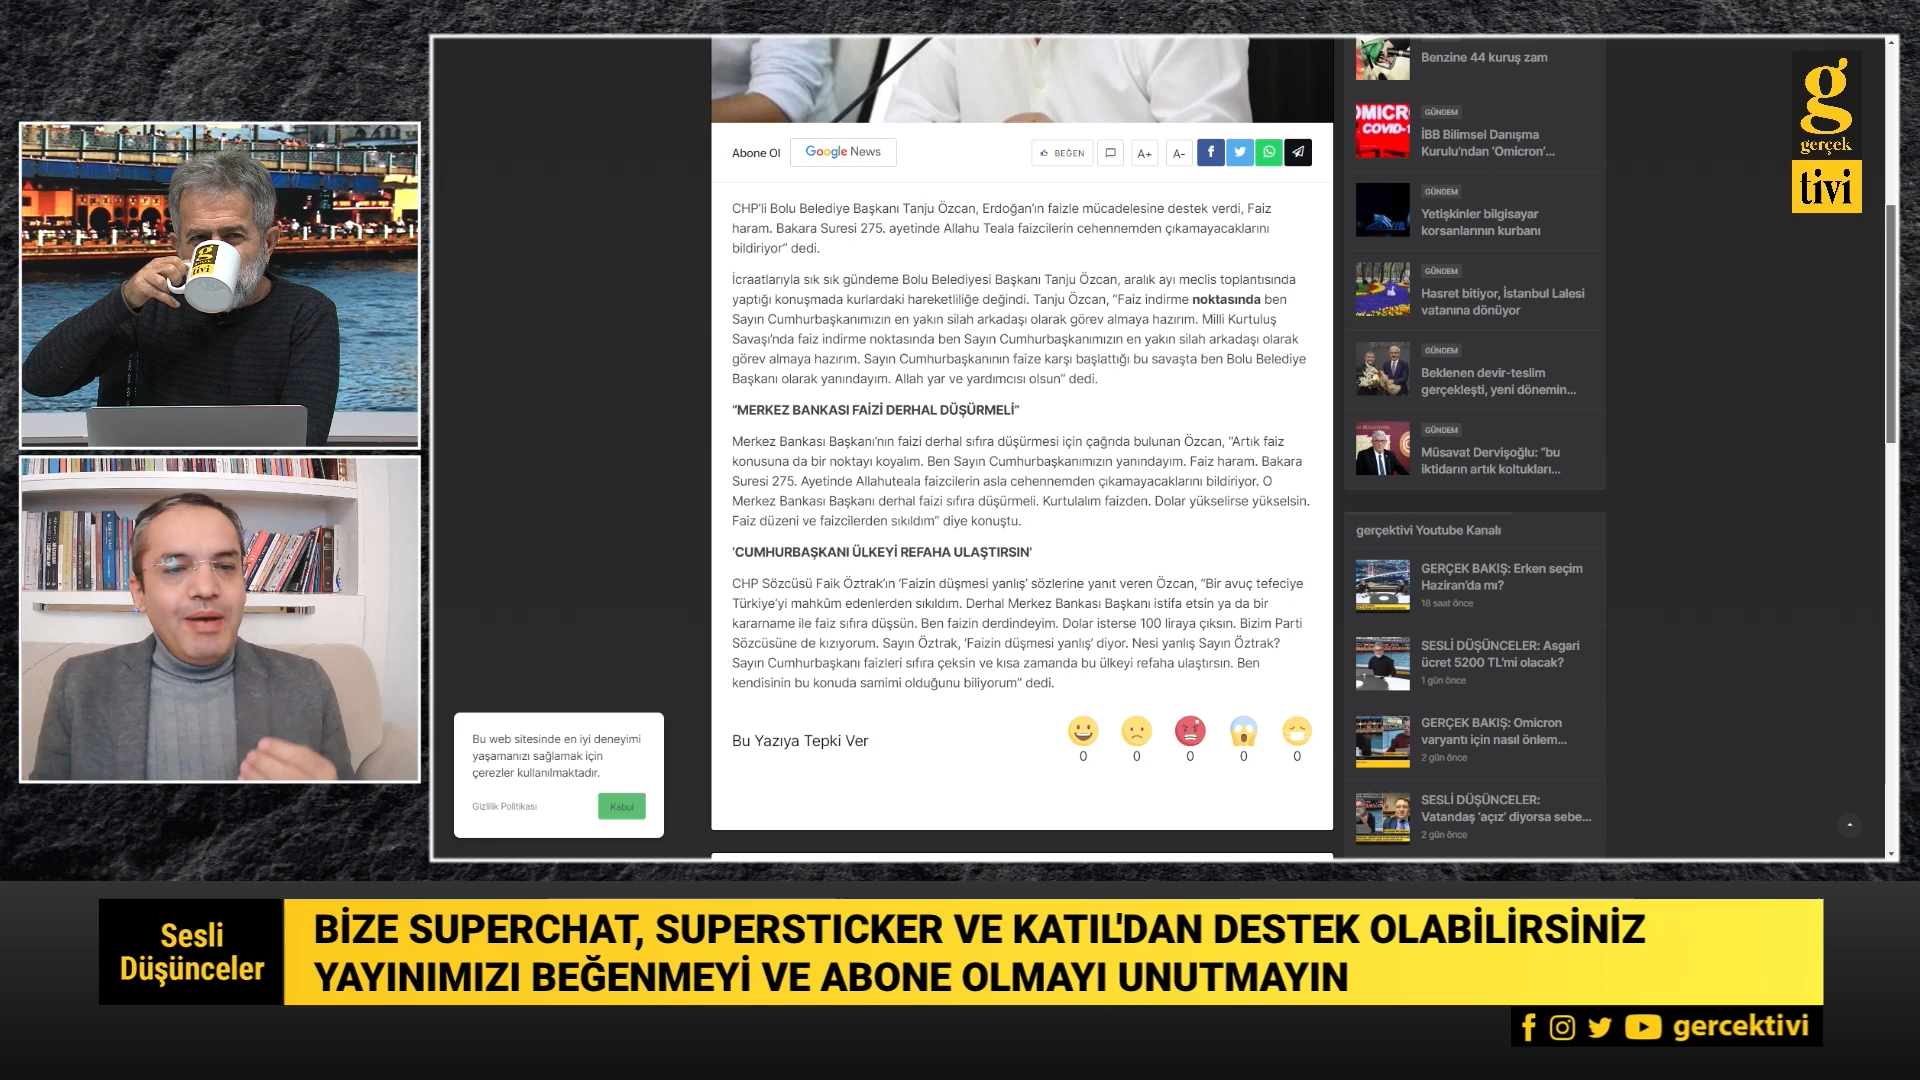 g
tivi
Abone Ol
Google News
BEĞEN
A+
A-
CHP'li Bolu Belediye Başkanı Tanju Özcan, Erdoğan'ın faizle mücadelesine destek verdi, Faiz
haram. Bakara Suresi 275. ayetinde Allahu Teala faizcilerin cehennemden çıkamayacaklarını
bildiriyor” dedi.
İcraatlarıyla sık sık gündeme Bolu Belediyesi Başkanı Tanju Özcan, aralık ayı meclis toplantısında
yaptığı konuşmada kurlardaki hareketliliğe değindi. Tanju Özcan, “Faiz indirme noktasında ben
Sayın Cumhurbaşkanımızın en yakın silah arkadaşı olarak görev almaya hazırım. Milli Kurtuluş
Savaşı'nda faiz indirme noktasında ben Sayın Cumhurbaşkanımızın en yakın silah arkadaşı olarak
görev almaya hazırım. Sayın Cumhurbaşkanının faize karşı başlattığı bu savaşta ben Bolu Belediye
Başkanı olarak yanındayım. Allah yar ve yardımcısı olsun” dedi.
“MERKEZ BANKASI FAİZİ DERHAL DÜŞÜRMELİ”
Merkez Bankası Başkanı'nın faizi derhal sıfıra düşürmesi için çağrıda bulunan Özcan, “Artık faiz
konusuna da bir noktayı koyalım. Ben Sayın Cumhurbaşkanımızın yanındayım. Faiz haram. Bakara
Suresi 275. Ayetinde Allahuteala faizcilerin asla cehennemden çıkamayacaklarını bildiriyor. O
Merkez Bankası Başkanı derhal faizi sıfıra düşürmeli. Kurtulalım faizden. Dolar yükselirse yükselsin.
Faiz düzeni ve faizcilerden sıkıldım” diye konuştu.
'CUMHURBAŞKANI ÜLKEYİ REFAHA ULAŞTIRSIN'
CHP Sözcüsü Faik Öztrak'ın 'Faizin düşmesi yanlış' sözlerine yanıt veren Özcan, “Bir avuç tefeciye
Türkiye'yi mahkûm edenlerden sıkıldım. Derhal Merkez Bankası Başkanı istifa etsin ya da bir
kararname ile faiz sıfıra düşsün. Ben faizin derdindeyim. Dolar isterse 100 liraya çıksın. Bizim Parti
Sözcüsüne de kızıyorum. Sayın Öztrak, 'Faizin düşmesi yanlış' diyor. Nesi yanlış Sayın Öztrak?
Sayın Cumhurbaşkanı faizleri sıfıra çeksin ve kısa zamanda bu ülkeyi refaha ulaştırsın. Ben
kendisinin bu konuda samimi olduğunu biliyorum” dedi.
Bu Yazıya Tepki Ver
0
0
0
0
0
Bu web sitesinde en iyi deneyimi
yaşamanızı sağlamak için
çerezler kullanılmaktadır.
Gizlilik Politikası
Kabul
Benzine 44 kuruş zam
OMICR
COVID-1
GÜNDEM
İBB Bilimsel Danışma
Kurulu'ndan 'Omicron'...
GÜNDEM
Yetişkinler bilgisayar
korsanlarının kurbanı
GÜNDEM
Hasret bitiyor, İstanbul Lalesi
vatanına dönüyor
GÜNDEM
Beklenen devir-teslim
gerçekleşti, yeni dönemin...
GÜNDEM
Müsavat Dervişoğlu: “bu
iktidarın artık koltukları...
gerçektivi Youtube Kanalı
GERÇEK BAKIŞ: Erken seçim
Haziran'da mı?
18 saat önce
SESLİ DÜŞÜNCELER: Asgari
ücret 5200 TL'mi olacak?
1 gün önce
GERÇEK BAKIŞ: Omicron
varyantı için nasıl önlem...
2 gün önce
SESLİ DÜŞÜNCELER:
Vatandaş 'açız' diyorsa sebe...
2 gün önce
g
gerçek
tivi
Sesli
Düşünceler
BİZE SUPERCHAT, SUPERSTICKER VE KATIL'DAN DESTEK OLABİLİRSİNİZ
YAYINIMIZI BEĞENMEYİ VE ABONE OLMAYI UNUTMAYIN
gercektivi